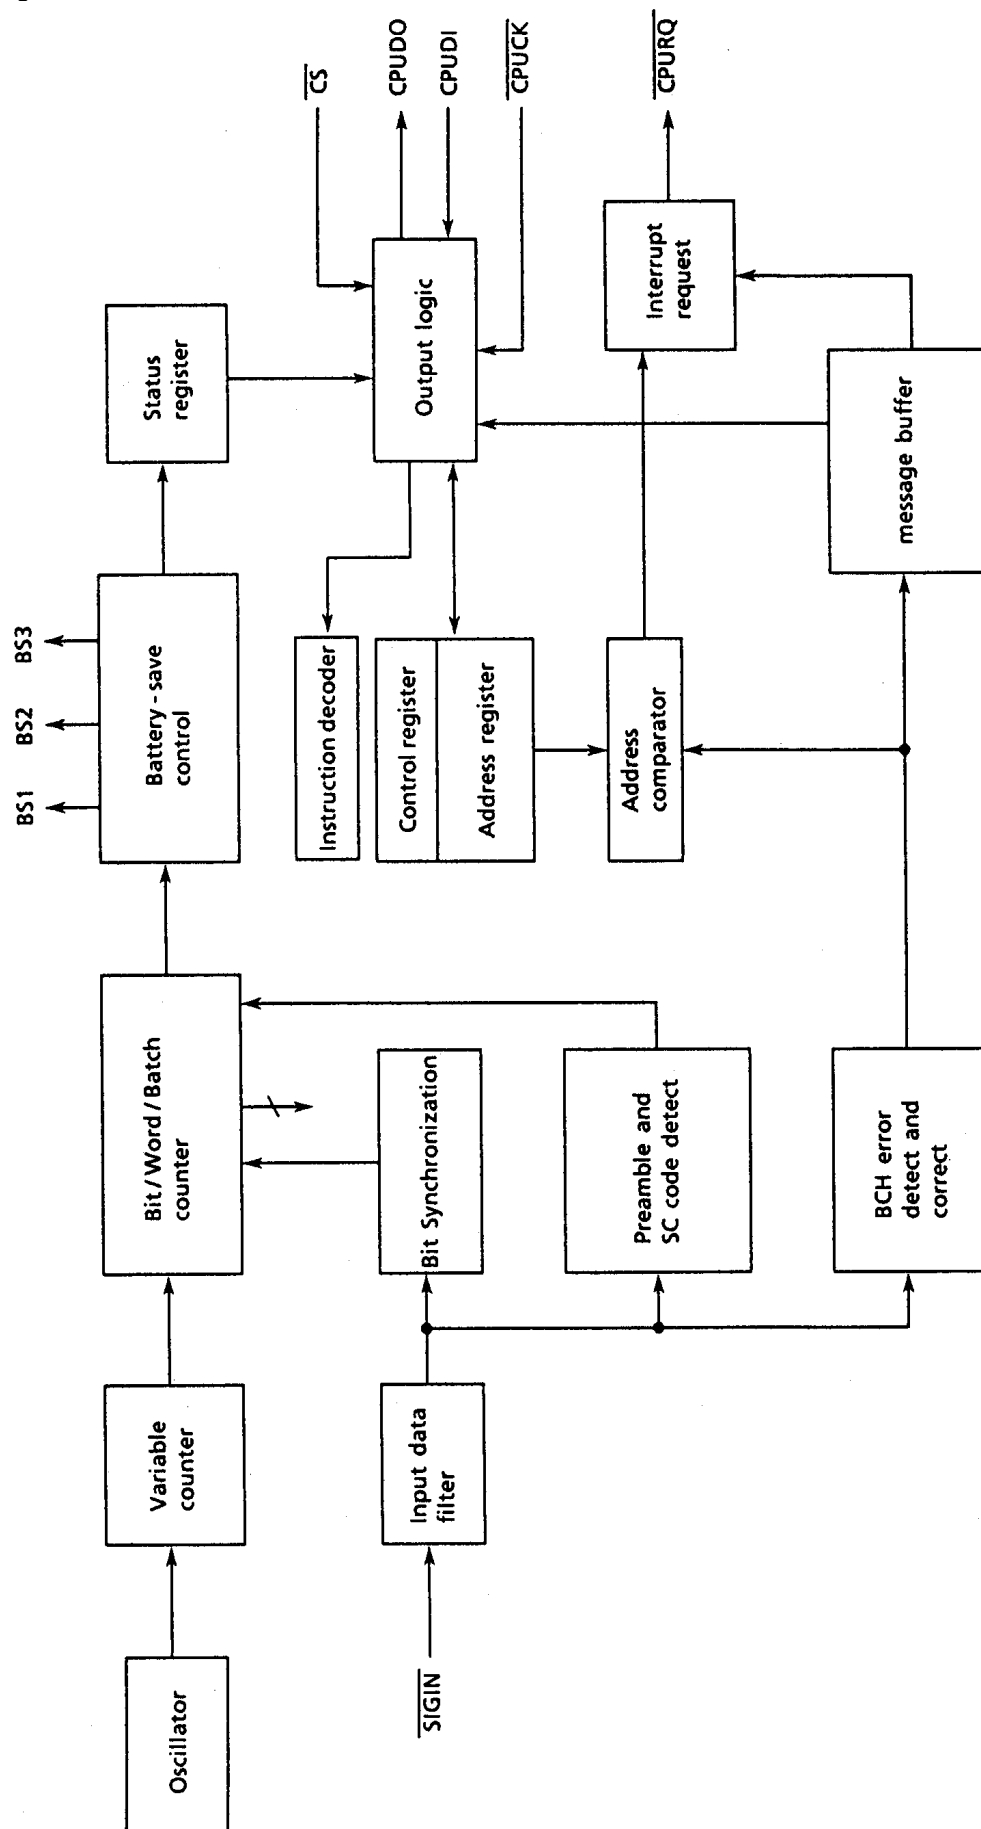 BS1
BS2
BS3
Oscillator
Variable
counter
Bit / Word / Batch
counter
Battery - save
control
Status
register
CS
CPUDO
CPUDI
CPUCK
Instruction decoder
Output logic
Control register
Address register
SIGIN
Input data
filter
Bit Synchronization
Preamble and
SC code detect
Address
comparator
Interrupt
request
CPURQ
BCH error
detect and
correct
message buffer